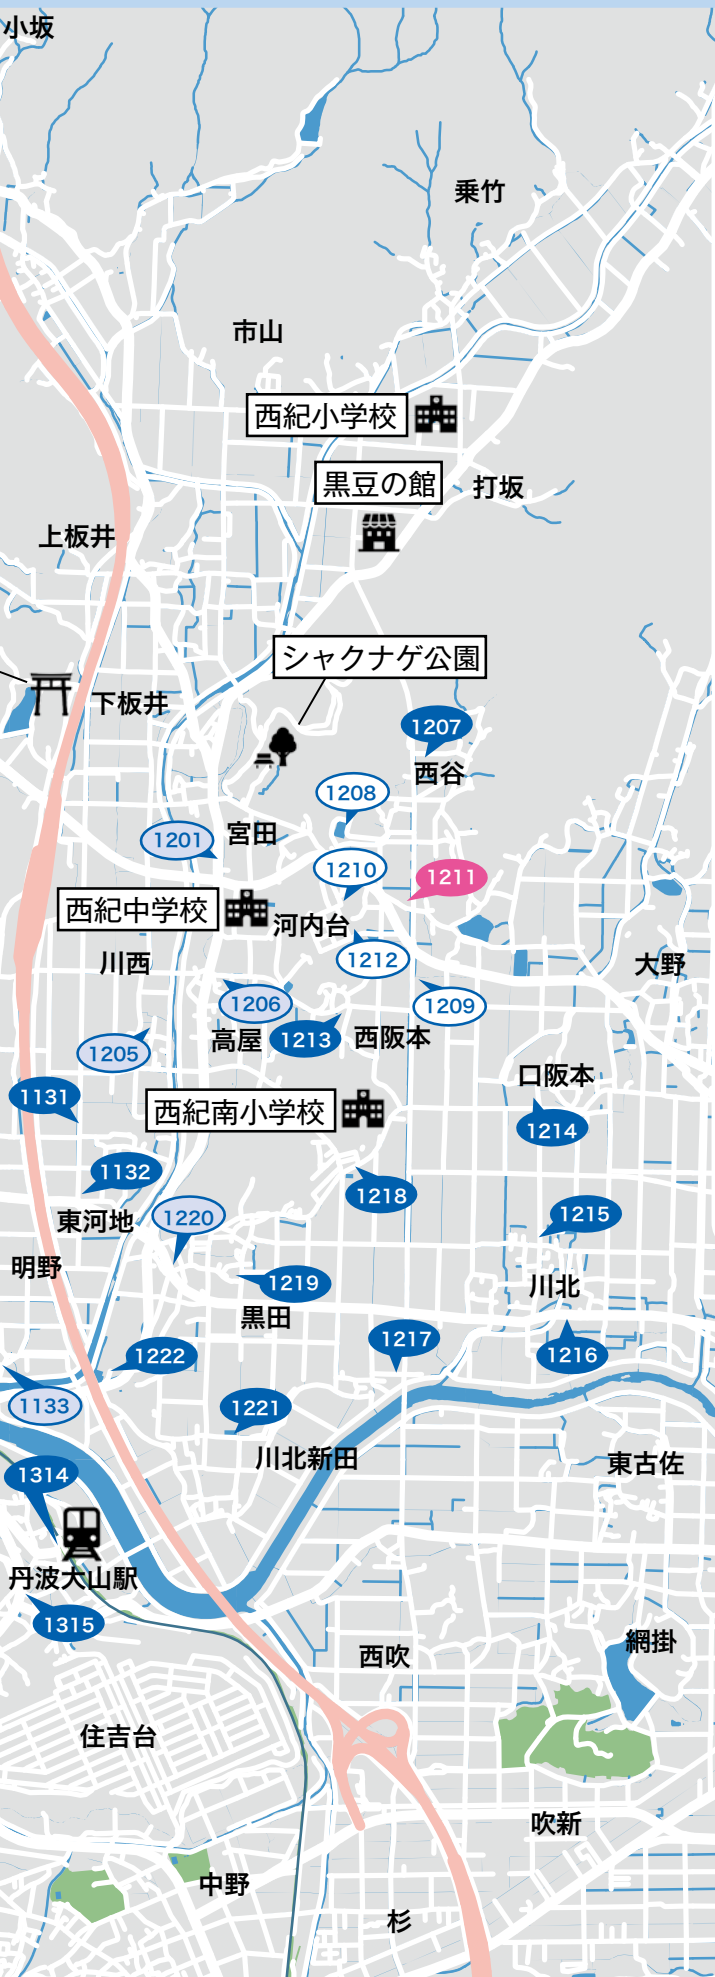 小坂
乗竹
市山
西紀小学校
黒豆の館
打坂
上板井
シャクナゲ公園
下板井
1207
西谷
1208
1201
宮田
1210
1211
西紀中学校
河内台
川西
1212
大野
1206
1209
高屋
1213
西阪本
1205
口阪本
1131
西紀南小学校
1214
1132
1218
東河地
1220
1215
明野
1219
川北
黒田
1217
1222
1216
1133
1221
川北新田
東古佐
1314
丹波大山駅
1315
網掛
西吹
住吉台
吹新
中野
杉